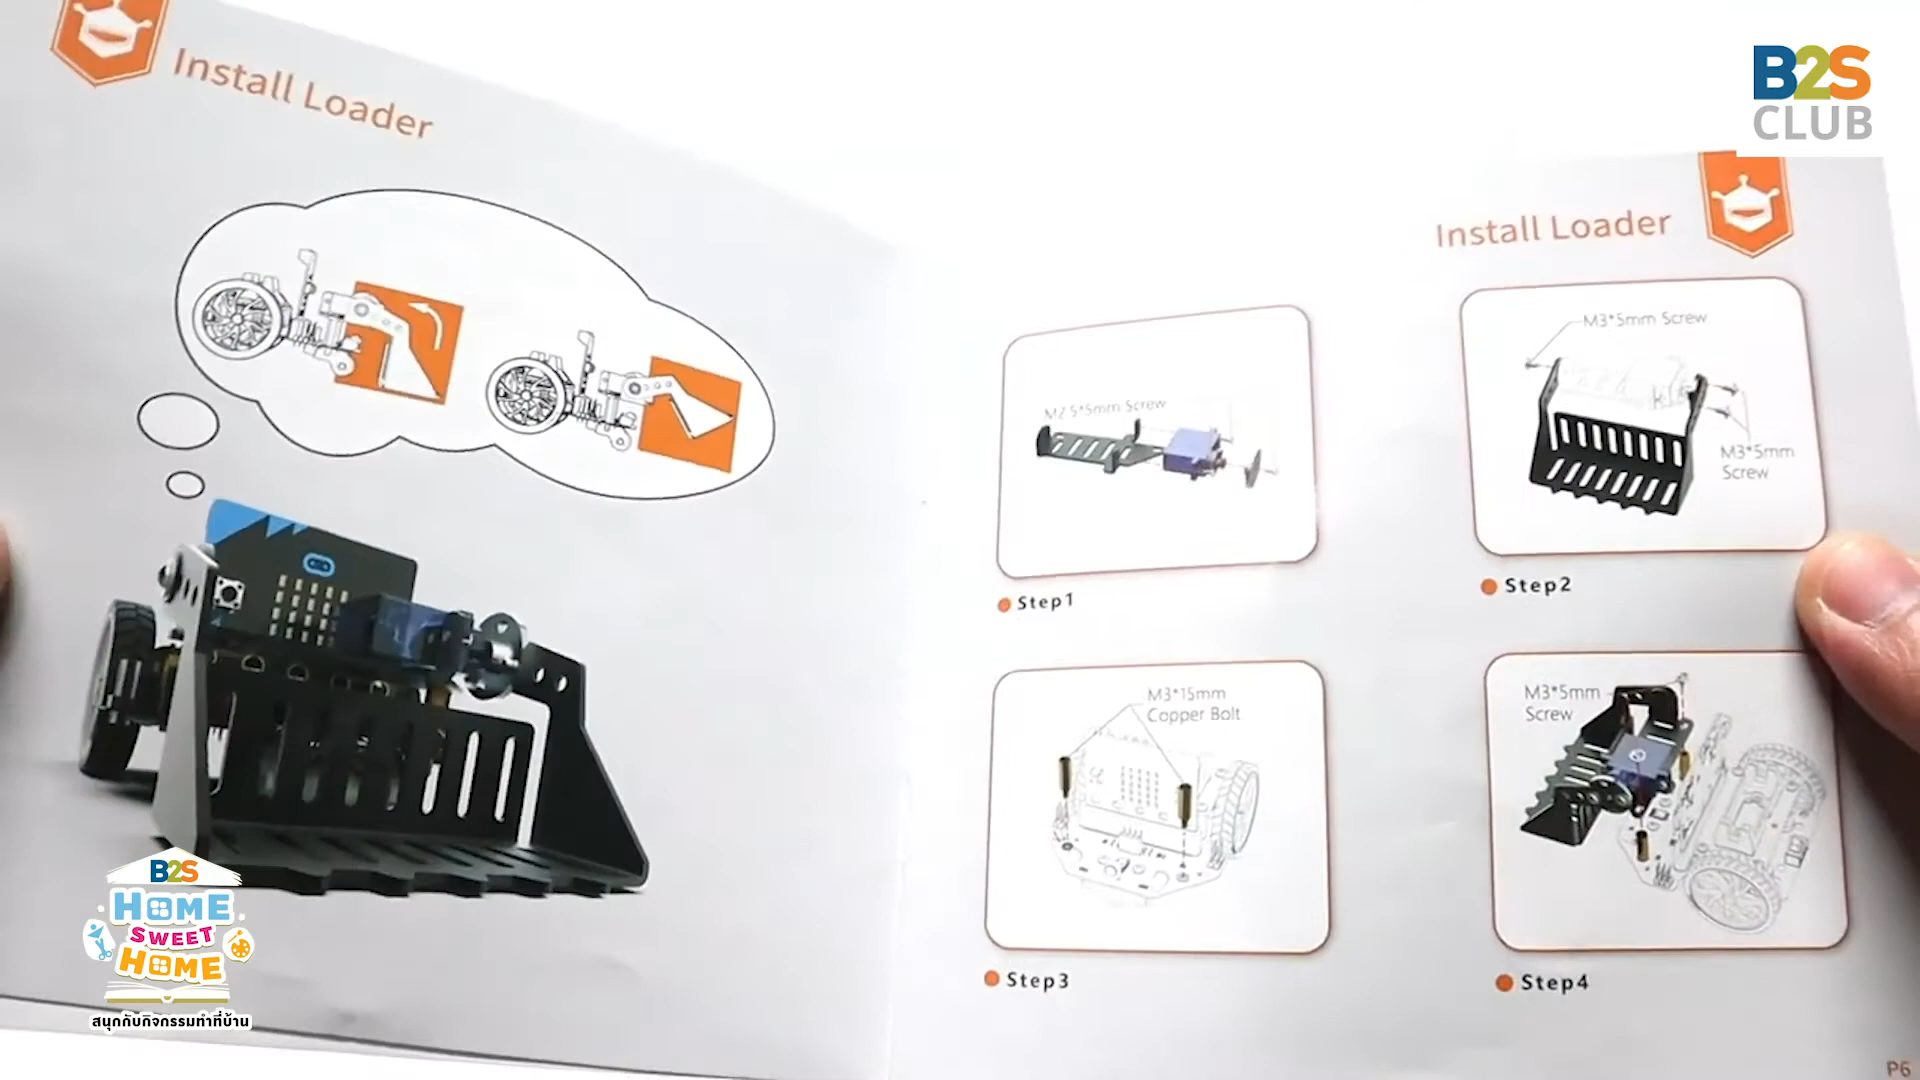 Install Loader
B2S
CLUB
Install Loader
M2.5*5mm Screw
Step1
M3*5mm Screw
M3*5mm
Screw
Step2
M3*15mm
Copper Bolt
Step3
M3*5mm
Screw
Step4
P6
B2S
HOME
SWEET
HOME
สนุกกับกิจกรรมทำที่บ้าน